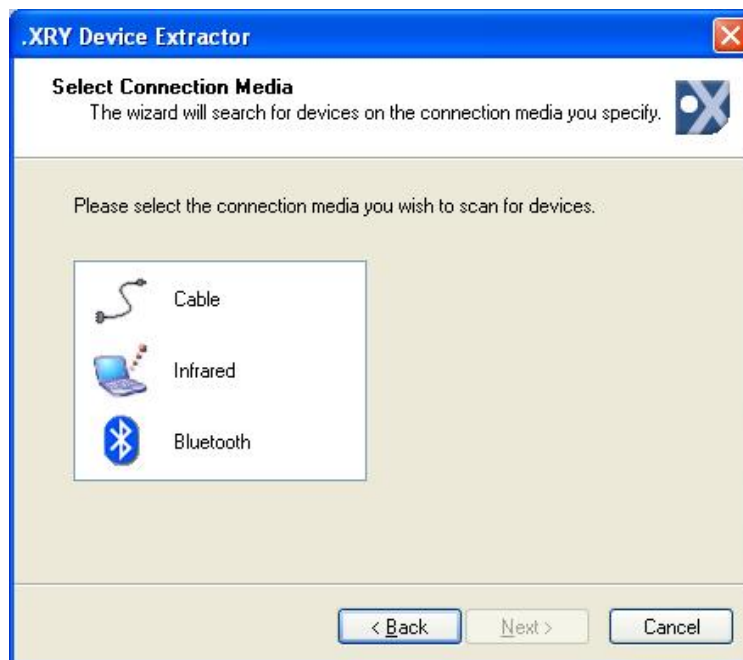 .XRY Device Extractor
Select Connection Media
The wizard will search for devices on the connection media you specify.
Please select the connection media you wish to scan for devices.
Cable
Infrared
Bluetooth
< Back Next > Cancel